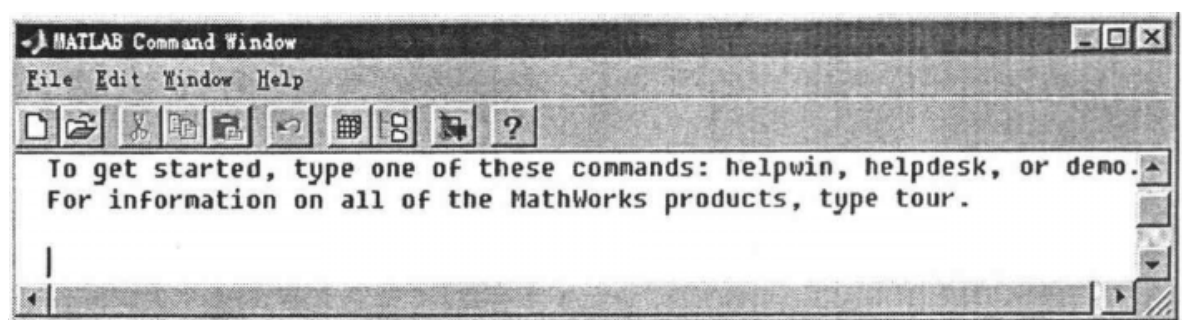 MATLAB Command Window
File Edit Window Help
?
To get started, type one of these commands: helpwin, helpdesk, or demo.
For information on all of the MathWorks products, type tour.